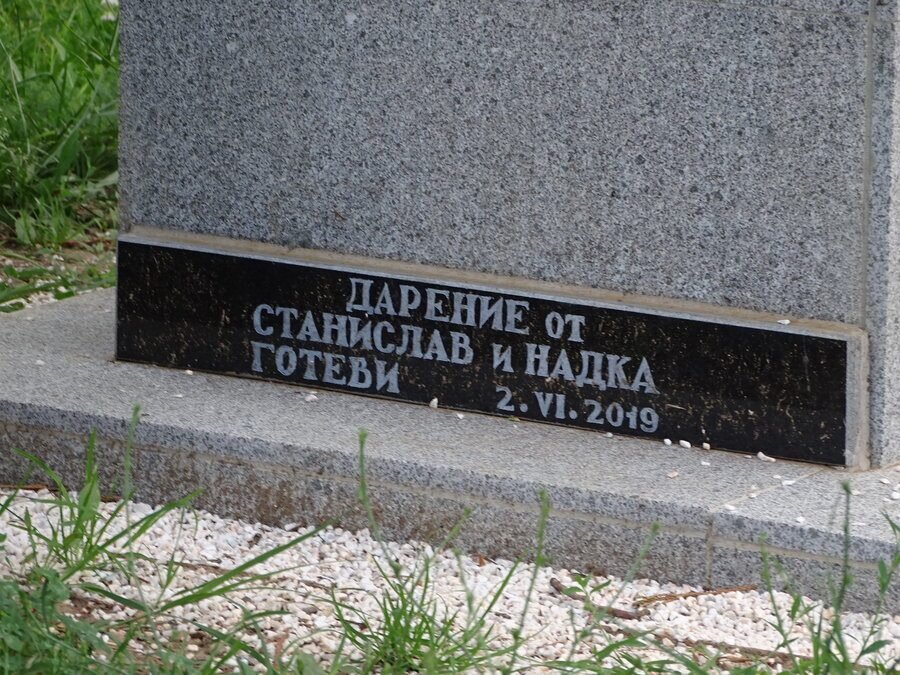 ДАРЕНИЕ ОТ
СТАНИСЛАВ И НАДКА
ГОТЕВИ 2.VI.2019